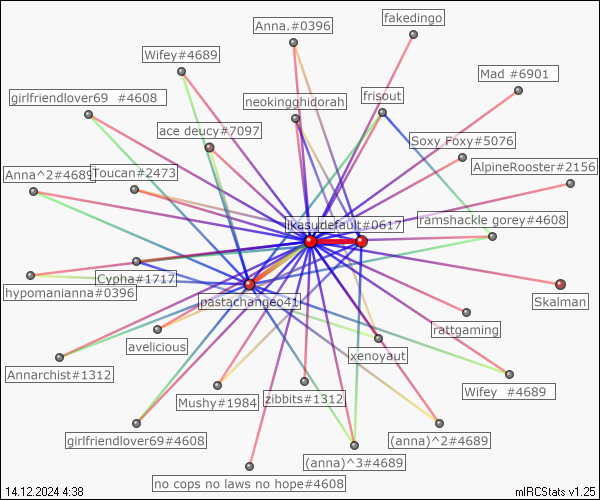 fakedingo
Anna.#0396
Wifey#4689
Mad #6901
girlfriendlover69 #4608
neokingghidorah
frisout
ace deucy#7097
Soxy Foxy#5076
AlpineRooster#2156
Anna^2#4689
Toucan#2473
ramshackle gorey#4608
default#0617
Cypha#1717
hypomanianna#0396
pastachangeo41
Skalman
rattgaming
avelicious
xenoyaut
Annarchist#1312
Wifey #4689
zibbits#1312
Mushy#1984
girlfriendlover69#4608
(anna)^2#4689
(anna)^3#4689
no cops no laws no hope#4608
14.12.2024 4:38
mIRCStats v1.25